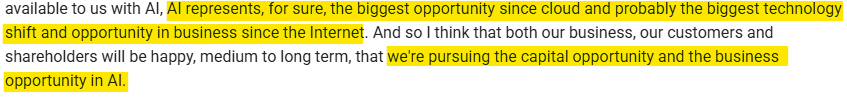 available to us with AI, AI represents, for sure, the biggest opportunity since cloud and probably the biggest technology
shift and opportunity in business since the Internet. And so I think that both our business, our customers and
shareholders will be happy, medium to long term, that we're pursuing the capital opportunity and the business
opportunity in AI.